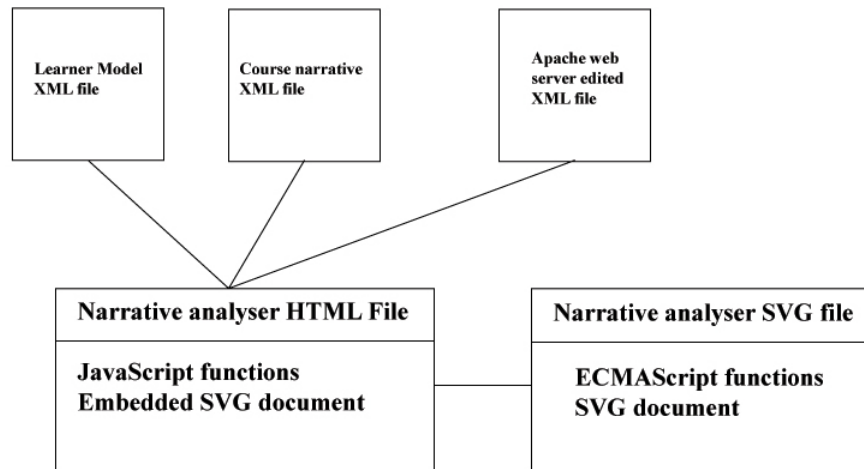 Learner Model
XML file
Course narrative
XML file
Apache web
server edited
XML file
Narrative analyser HTML File
JavaScript functions
Embedded SVG document
Narrative analyser SVG file
ECMAScript functions
SVG document